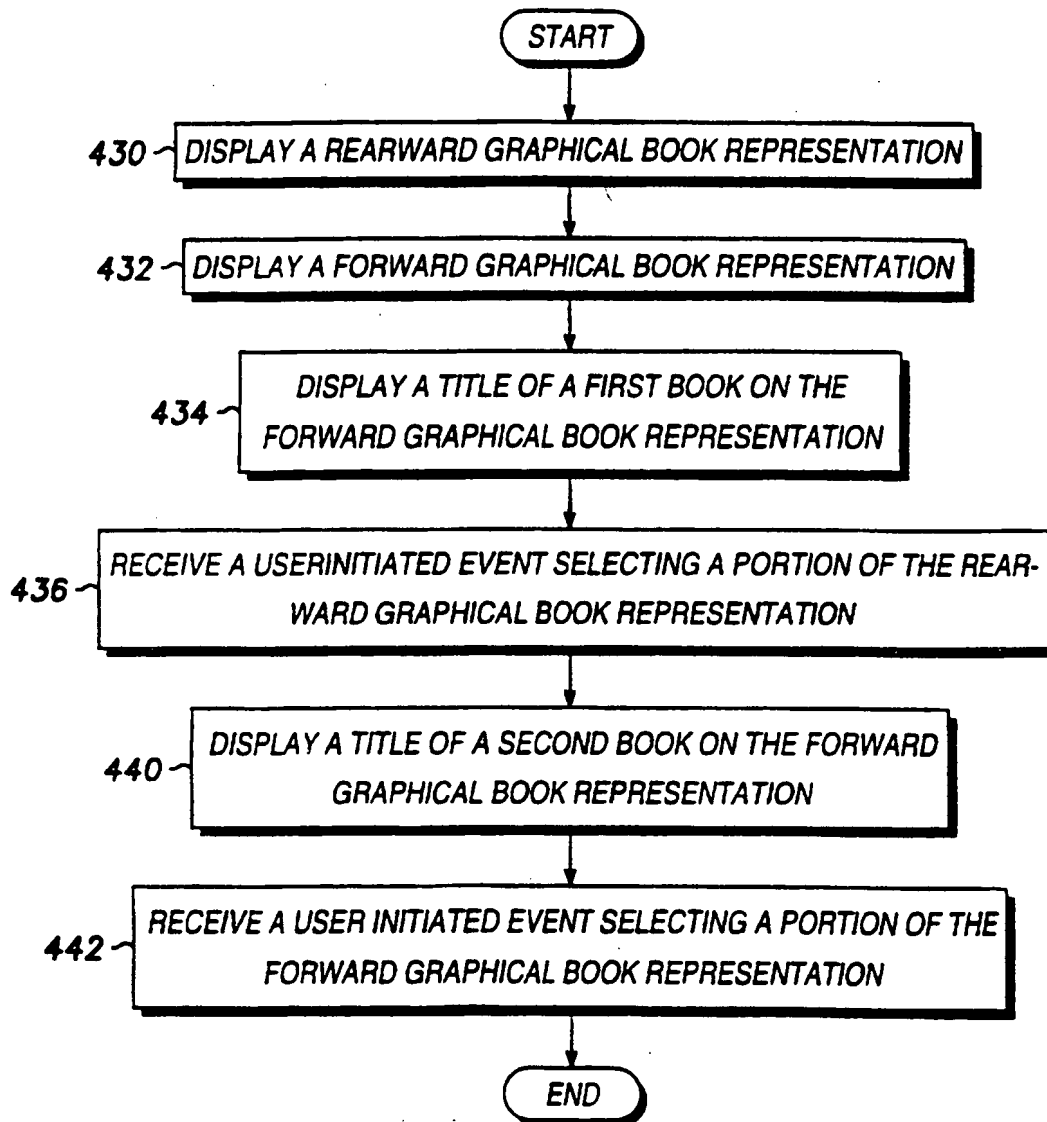 START
430 DISPLAY A REARWARD GRAPHICAL BOOK REPRESENTATION
432 DISPLAY A FORWARD GRAPHICAL BOOK REPRESENTATION
434 DISPLAY A TITLE OF A FIRST BOOK ON THE
FORWARD GRAPHICAL BOOK REPRESENTATION
436 RECEIVE A USERINITIATED EVENT SELECTING A PORTION OF THE REAR-
WARD GRAPHICAL BOOK REPRESENTATION
440 DISPLAY A TITLE OF A SECOND BOOK ON THE FORWARD
GRAPHICAL BOOK REPRESENTATION
442 RECEIVE A USER INITIATED EVENT SELECTING A PORTION OF THE
FORWARD GRAPHICAL BOOK REPRESENTATION
END